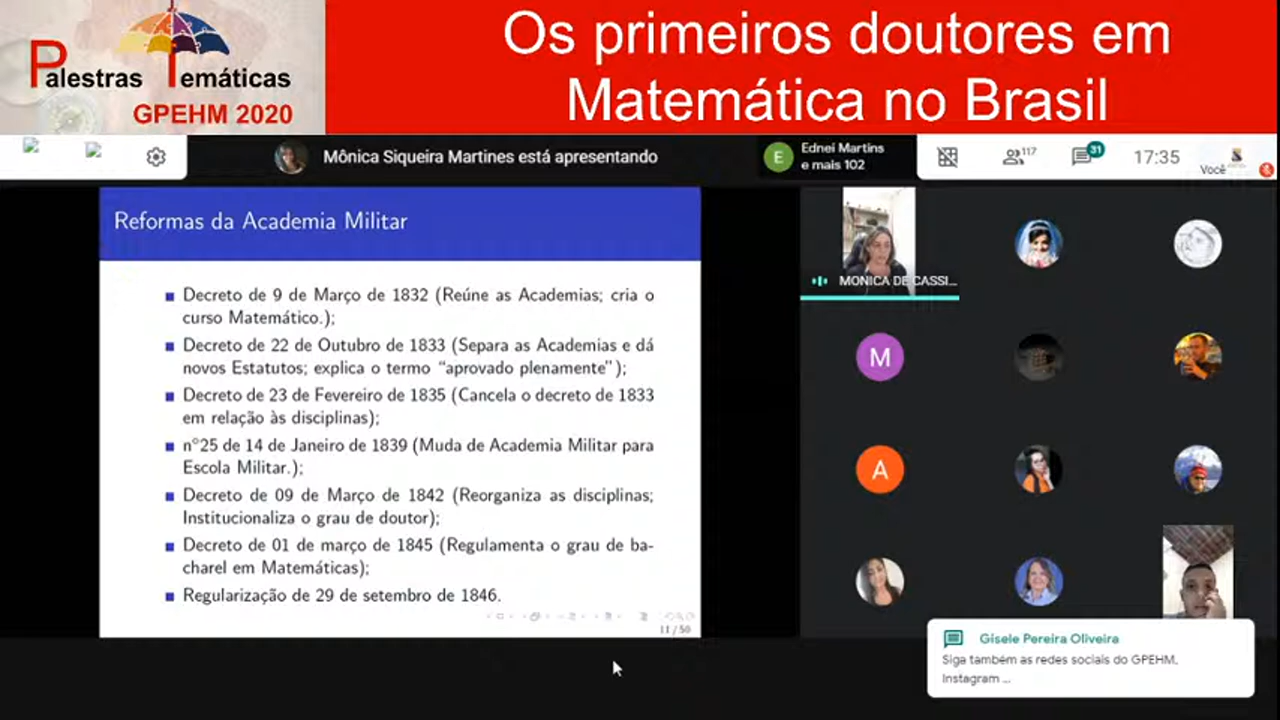 Palestras Temáticas
GPEHM 2020
Os primeiros doutores em
Matemática no Brasil
Mônica Siqueira Martines está apresentando
E
Ednei Martins
e mais 102
117
31
17:35
Você
Reformas da Academia Militar
Decreto de 9 de Março de 1832 (Reúne as Academias; cria o
curso Matemático.);
Decreto de 22 de Outubro de 1833 (Separa as Academias e dá
novos Estatutos; explica o termo “aprovado plenamente”);
Decreto de 23 de Fevereiro de 1835 (Cancela o decreto de 1833
em relação às disciplinas);
n°25 de 14 de Janeiro de 1839 (Muda de Academia Militar para
Escola Militar.);
Decreto de 09 de Março de 1842 (Reorganiza as disciplinas;
Institucionaliza o grau de doutor);
Decreto de 01 de março de 1845 (Regulamenta o grau de ba-
charel em Matemáticas);
Regularização de 29 de setembro de 1846.
11 / 50
MONICA DE CASSI...
M
A
Gisele Pereira Oliveira
Siga também as redes sociais do GPEHM.
Instagram ...